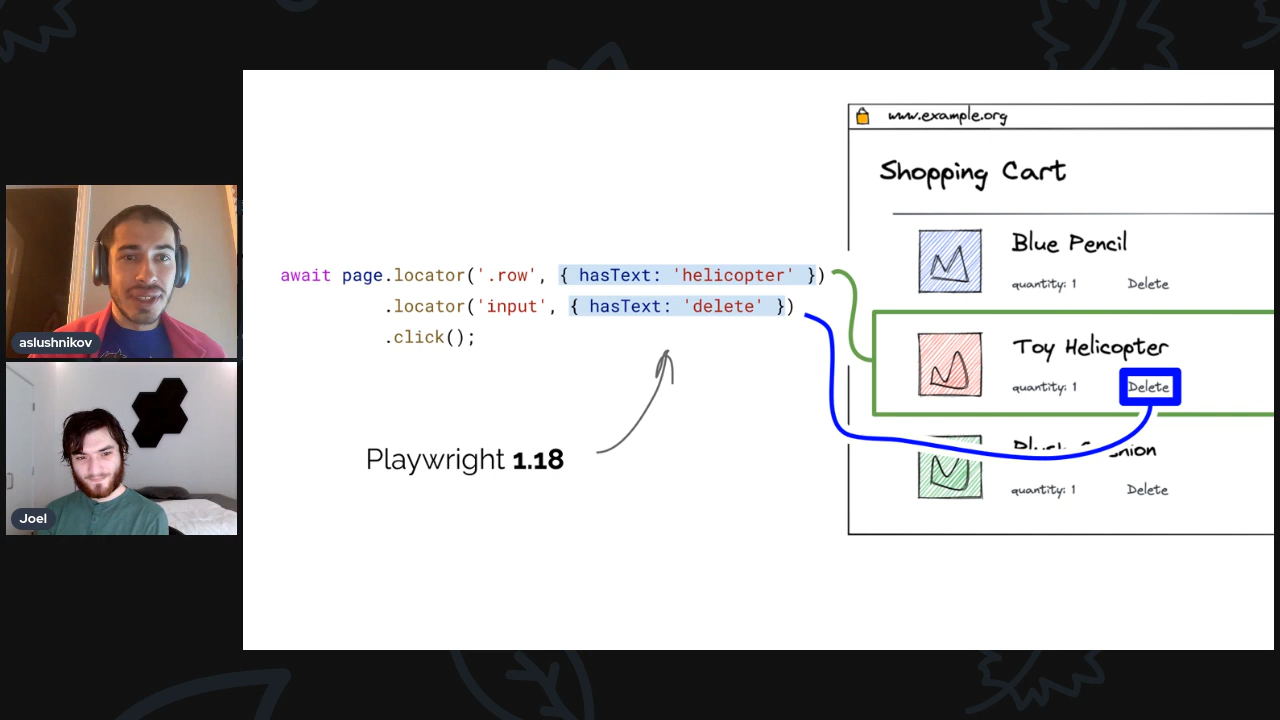 aslushnikov
Joel
await page.locator('.row', { hasText: 'helicopter' })
.locator('input', { hasText: 'delete' })
.click();
Playwright 1.18
www.example.org
Shopping Cart
Blue Pencil
quantity: 1 Delete
Toy Helicopter
quantity: 1 Delete
quantity: 1 Delete